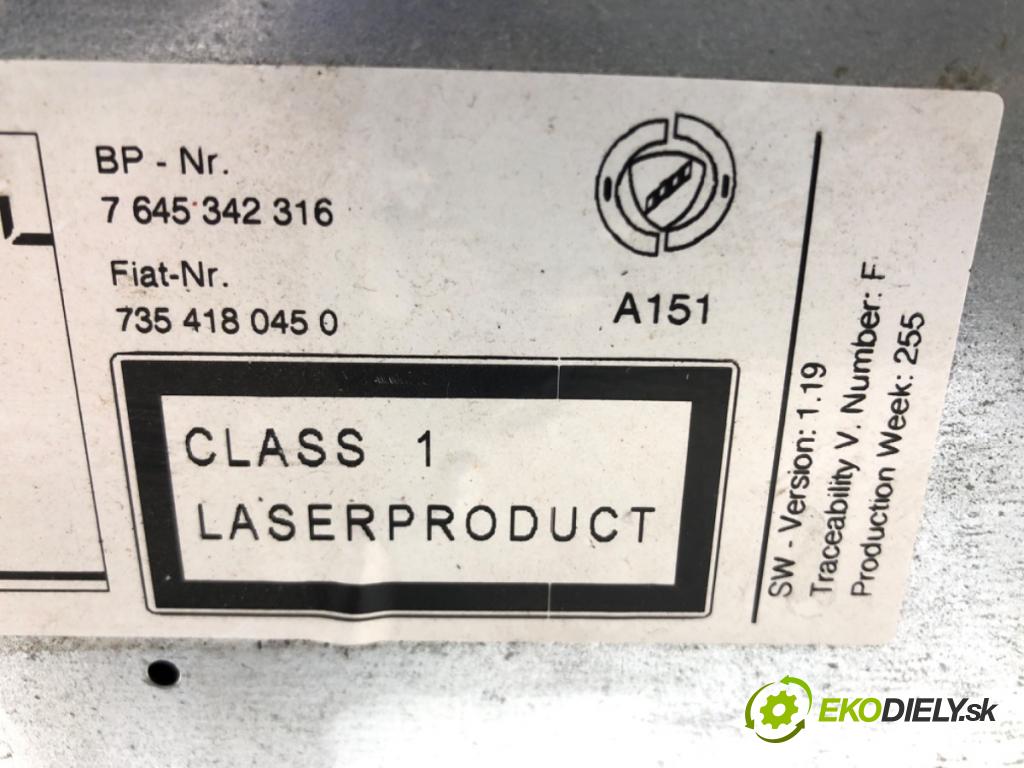 BP - Nr.
7 645 342 316
Fiat-Nr.
735 418 045 0
A151
CLASS 1
LASERPRODUCT
SW - Version: 1.19
Traceability V. Number: F
Production Week: 255
EKODIELY.sk